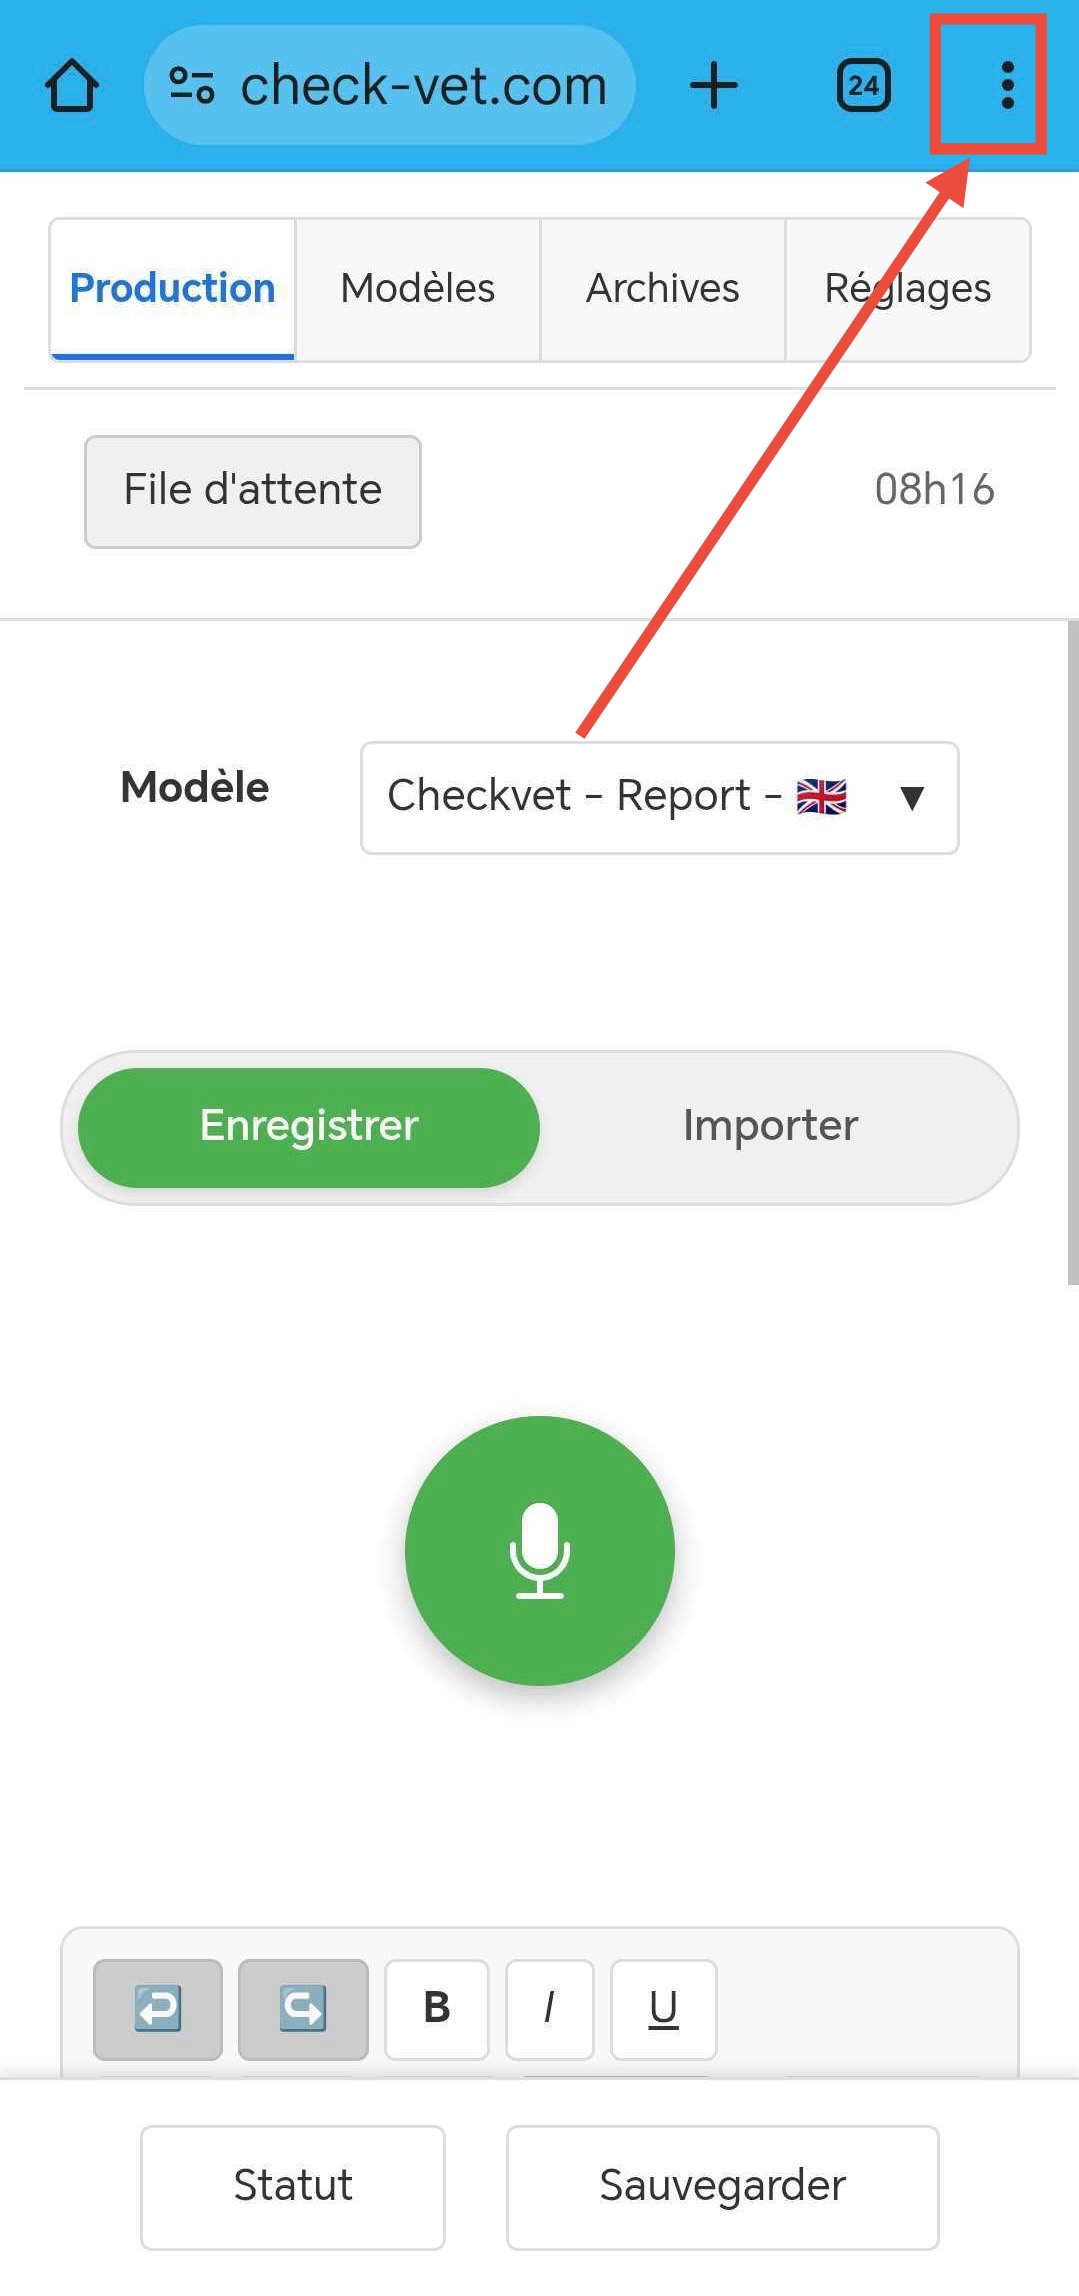 check-vet.com
24
Production
Modèles
Archives
Réglages
File d'attente
08h16
Modèle
Checkvet - Report - 🇬🇧 ▼
Enregistrer
Importer
B
I
U
Statut
Sauvegarder